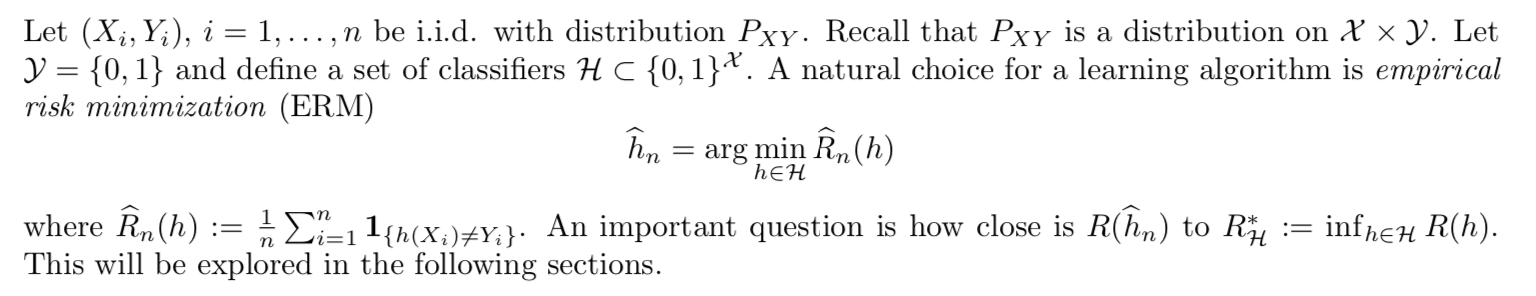 Let (Xᵢ, Yᵢ), i = 1, . . . , n be i.i.d. with distribution P_{XY}. Recall that P_{XY} is a distribution on 𝒳 × 𝒴. Let
𝒴 = {0, 1} and define a set of classifiers ℋ ⊂ {0, 1}^𝒳. A natural choice for a learning algorithm is empirical
risk minimization (ERM)
ĥ_n = arg min_{h∈ℋ} R̂_n(h)
where R̂_n(h) := 1/n ∑_{i=1}^n 1_{{h(X_i)≠Y_i}}. An important question is how close is R(ĥ_n) to R*_ℋ := inf_{h∈ℋ} R(h).
This will be explored in the following sections.